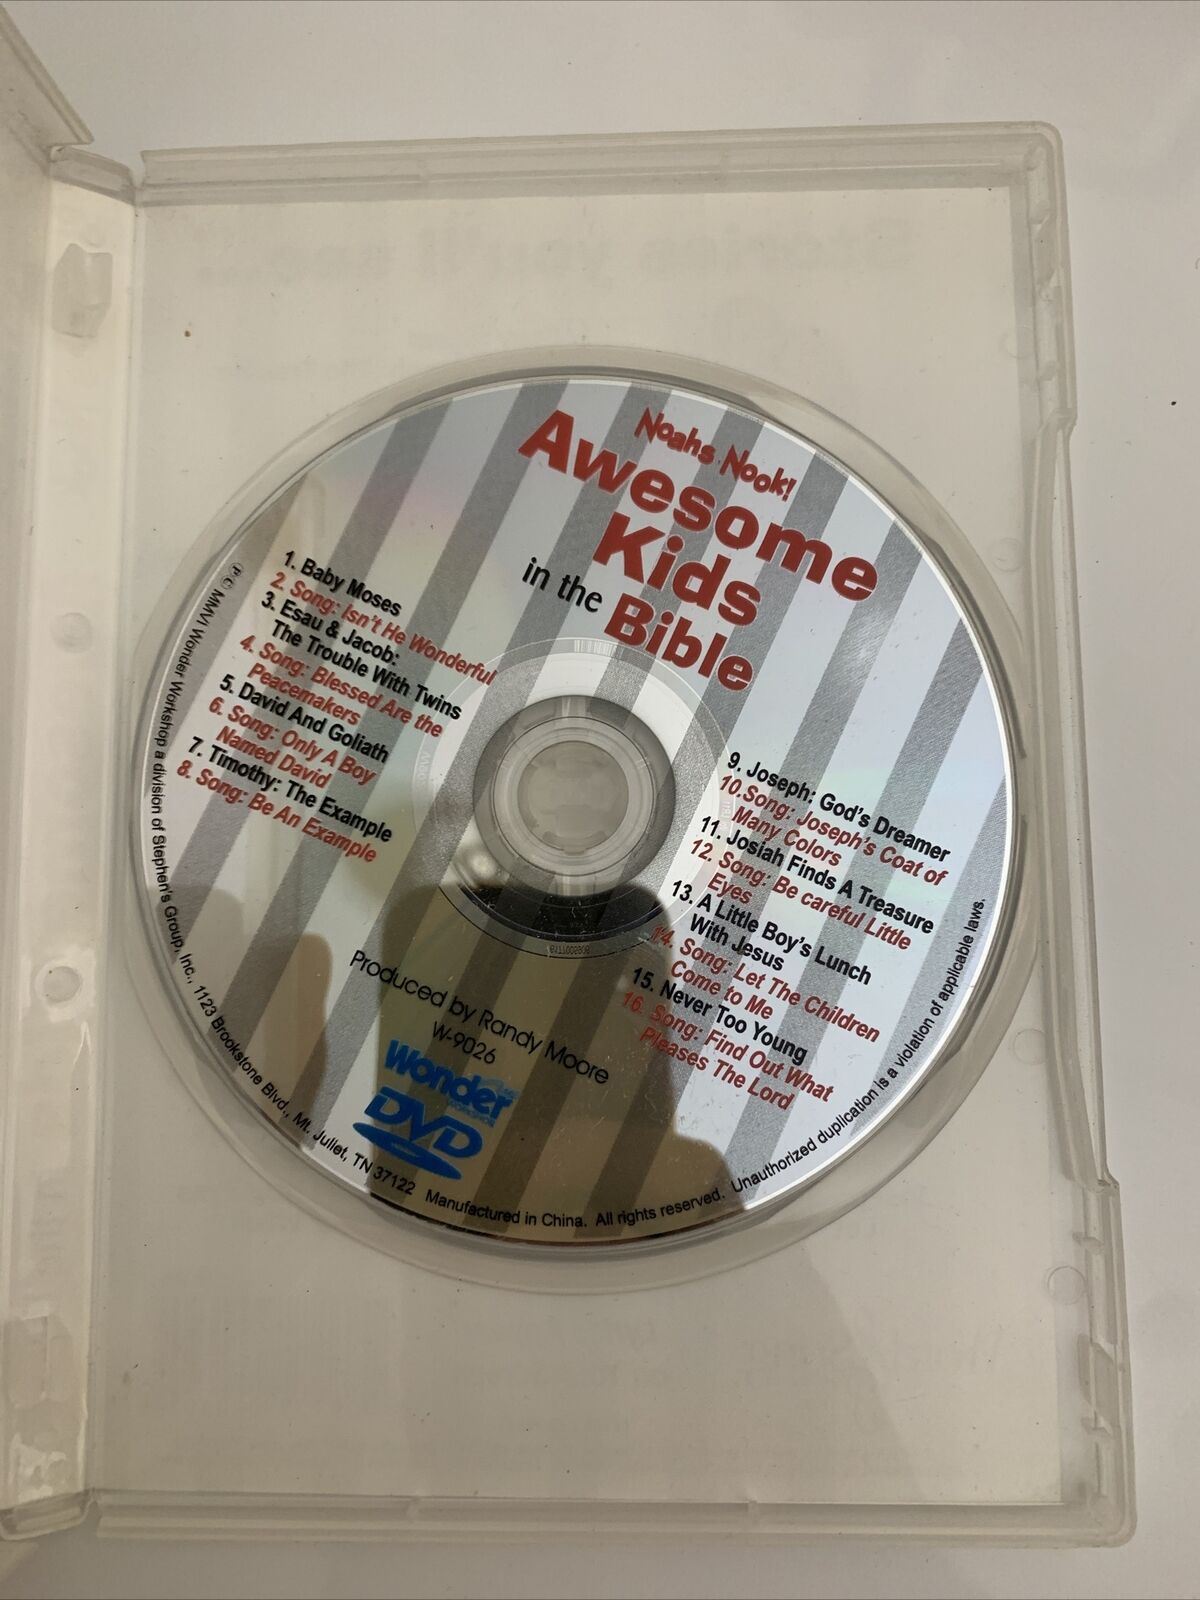 Noahs Nook!
Awesome
Kids
in the Bible
1. Baby Moses
2. Song: Isn't He Wonderful
3. Esau & Jacob:
The Trouble With Twins
4. Song: Blessed Are the
Peacemakers
5. David And Goliath
6. Song: Only A Boy
Named David
7. Timothy: The Example
8. Song: Be An Example
9. Joseph: God's Dreamer
10.Song: Joseph's Coat of
Many Colors
11. Josiah Finds A Treasure
12. Song: Be careful Little
Eyes
13. A Little Boy's Lunch
With Jesus
14. Song: Let The Children
Come to Me
15. Never Too Young
16. Song: Find Out What
Pleases The Lord
Produced by Randy Moore
W-9026
Wonder
WORKSHOP
DVD
Ⓟ © MMVI Wonder Workshop a division of Stephen's Group, Inc., 1123 Brookstone Blvd., Mt. Juliet, TN 37122 Manufactured in China. All rights reserved. Unauthorized duplication is a violation of applicable laws.